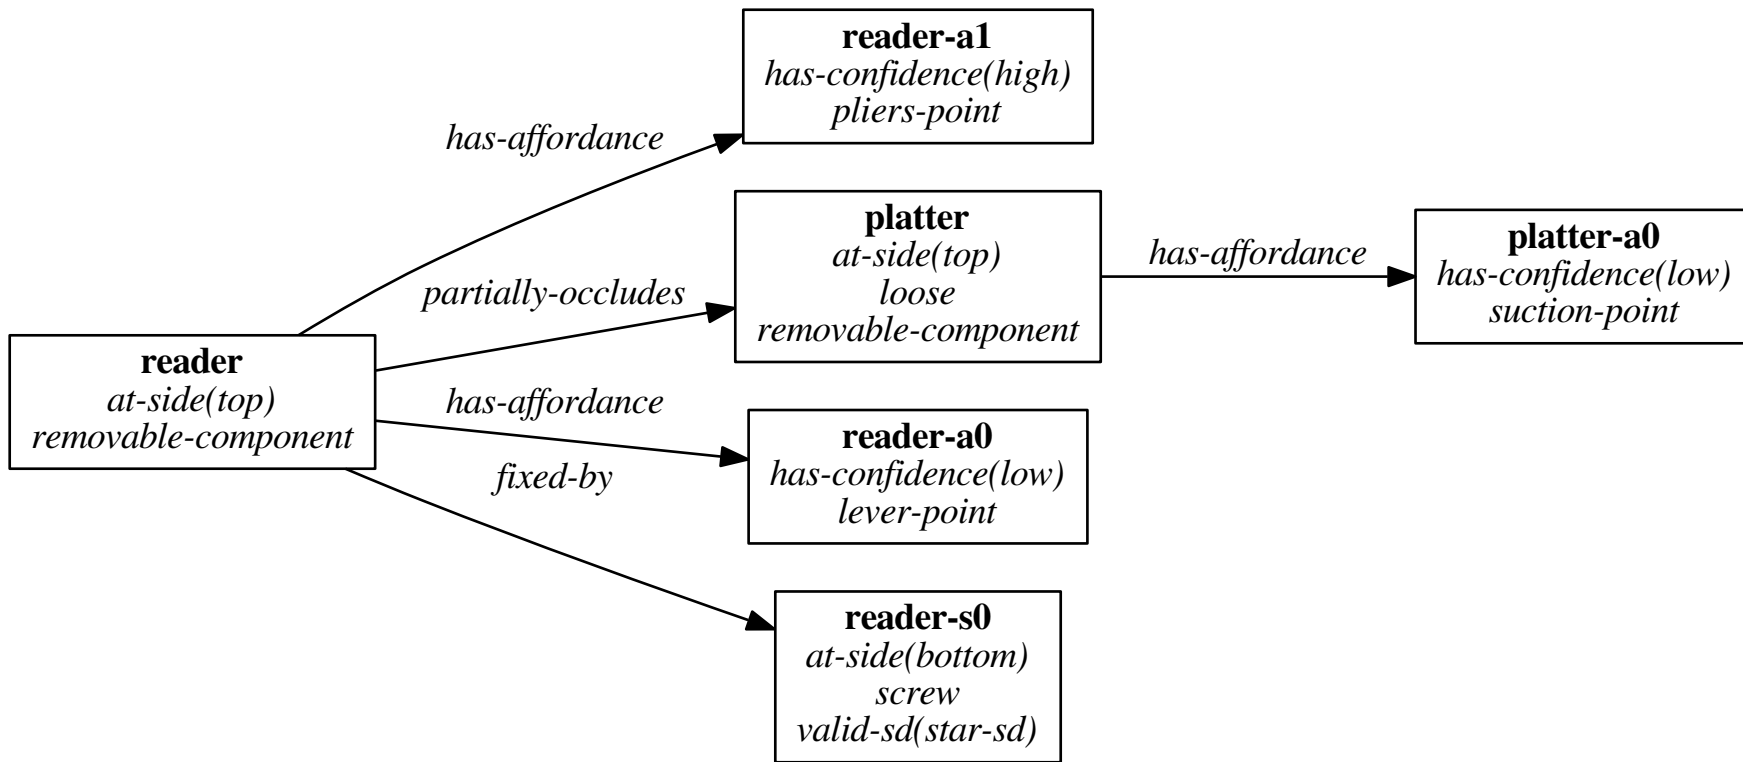 reader-a1
has-confidence(high)
pliers-point
has-affordance
platter
at-side(top)
loose
removable-component
has-affordance
platter-a0
has-confidence(low)
suction-point
partially-occludes
reader
at-side(top)
removable-component
has-affordance
reader-a0
has-confidence(low)
lever-point
fixed-by
reader-s0
at-side(bottom)
screw
valid-sd(star-sd)